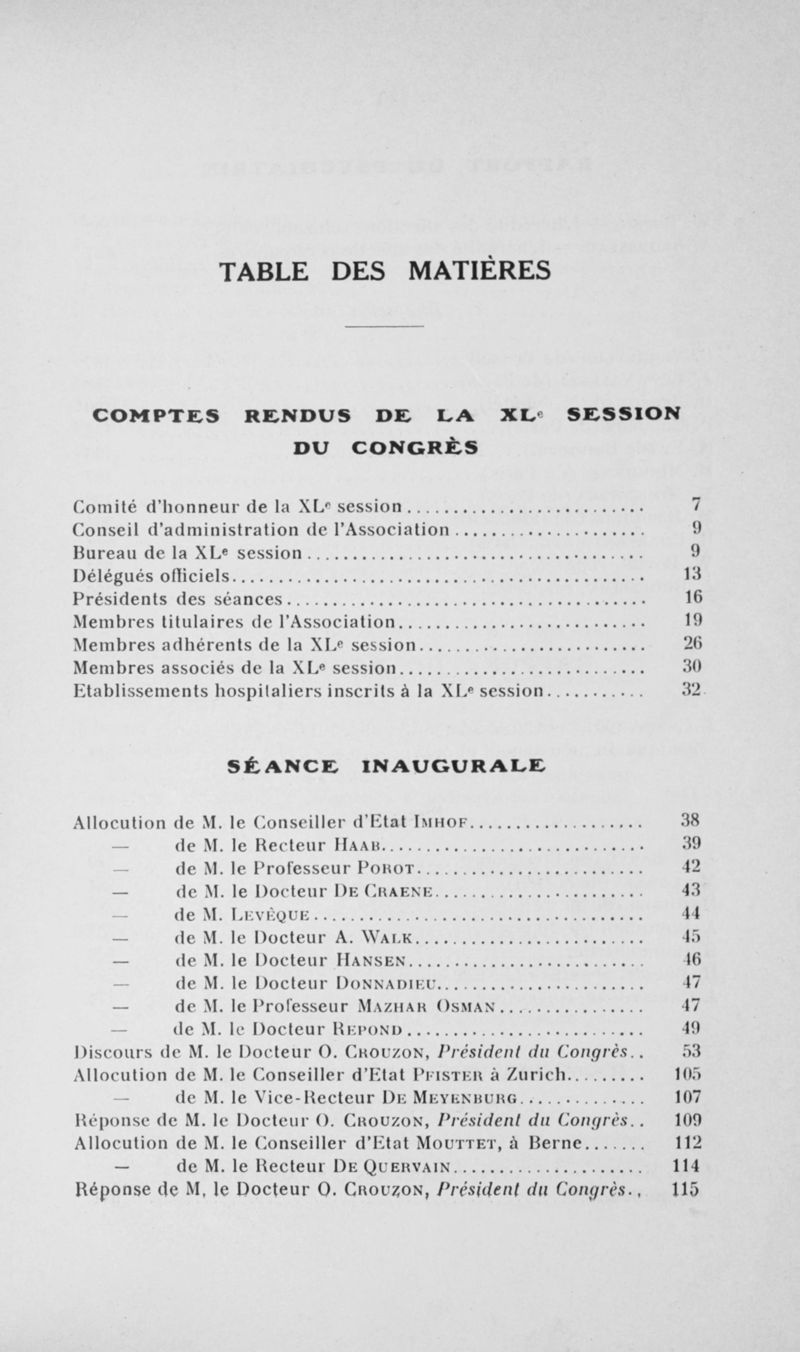 TABLE DES MATIÈRES
COMPTES RENDUS DE LA XLe SESSION
DU CONGRÈS
Comité d'honneur de la XLe session .......................... 7
Conseil d'administration de l'Association ..................... 9
Bureau de la XLe session ..................................... 9
Délégués officiels ............................................. 13
Présidents des séances ....................................... 16
Membres titulaires de l'Association ........................... 19
Membres adhérents de la XLe session ......................... 26
Membres associés de la XLe session ........................... 30
Etablissements hospitaliers inscrits à la XLe session ........... 32
SÉANCE INAUGURALE
Allocution de M. le Conseiller d'Etat IMHOF ................... 38
— de M. le Recteur HAAB ............................. 39
— de M. le Professeur POROT ......................... 42
— de M. le Docteur DE CRAENE ....................... 43
— de M. LEVÈQUE .................................... 44
— de M. le Docteur A. WALK ......................... 45
— de M. le Docteur HANSEN .......................... 46
— de M. le Docteur DONNADIEU ....................... 47
— de M. le Professeur MAZHAR OSMAN ................ 47
— de M. le Docteur REPOND .......................... 49
Discours de M. le Docteur O. CROUZON, Président du Congrès .. 53
Allocution de M. le Conseiller d'Etat PFISTER à Zurich ......... 105
— de M. le Vice-Recteur DE MEYENBURG .............. 107
Réponse de M. le Docteur O. CROUZON, Président du Congrès .. 109
Allocution de M. le Conseiller d'Etat MOUTTET, à Berne ....... 112
— de M. le Recteur DE QUERVAIN ..................... 114
Réponse de M. le Docteur O. CROUZON, Président du Congrès .. 115